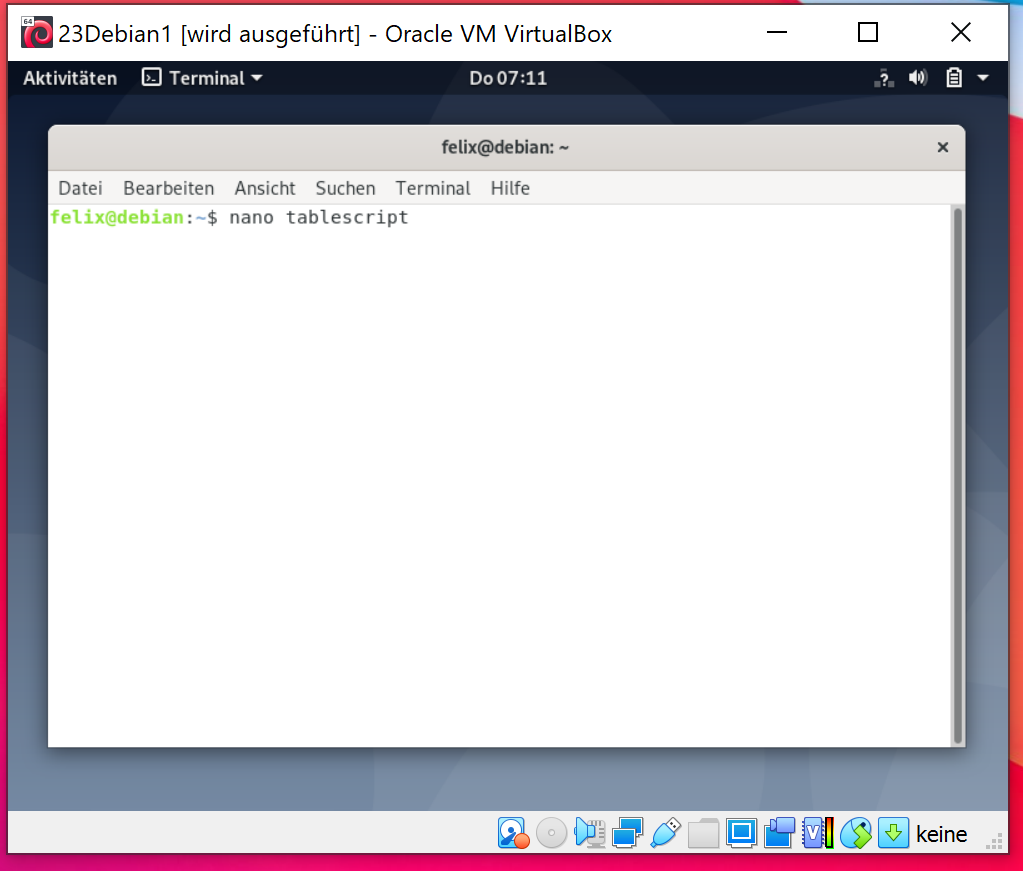 64
23Debian1 [wird ausgeführt] - Oracle VM VirtualBox
Aktivitäten Terminal Do 07:11 ?
felix@debian: ~
Datei Bearbeiten Ansicht Suchen Terminal Hilfe
felix@debian:~$ nano tablescript
V
keine